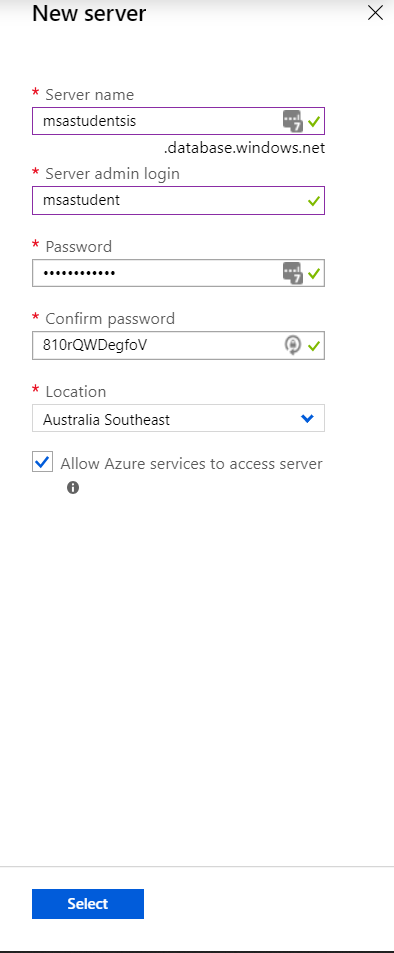 New server
* Server name
msastudentsis
.database.windows.net
* Server admin login
msastudent
* Password
••••••••••••
* Confirm password
810rQWDegfoV
* Location
Australia Southeast
Allow Azure services to access server
Select